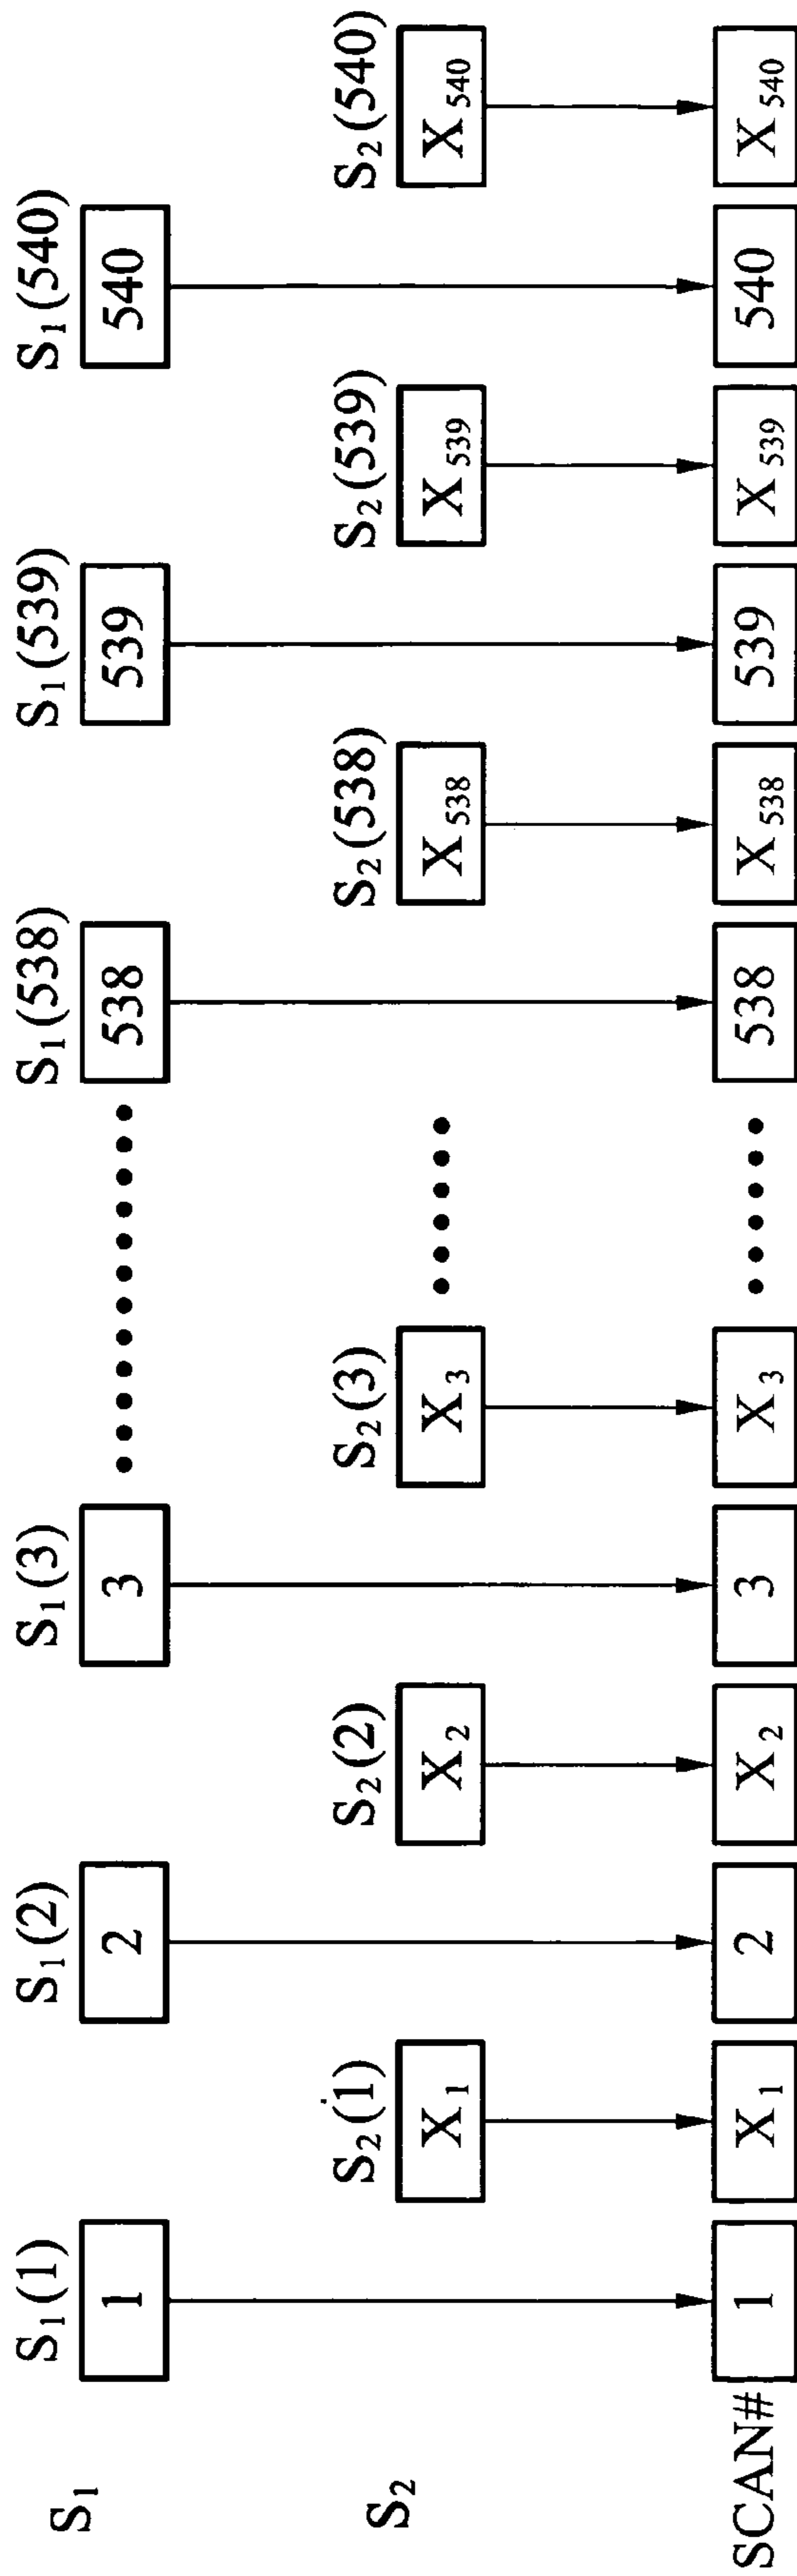 S₁(1) S₁(2) S₁(3) S₁(538) S₁(539) S₁(540)
S₁ 1 2 3 538 539 540
S₂(1) S₂(2) S₂(3) S₂(538) S₂(539) S₂(540)
S₂ X₁ X₂ X₃ X₅₃₈ X₅₃₉ X₅₄₀
SCAN# 1 X₁ 2 X₂ 3 X₃ 538 X₅₃₈ 539 X₅₃₉ 540 X₅₄₀